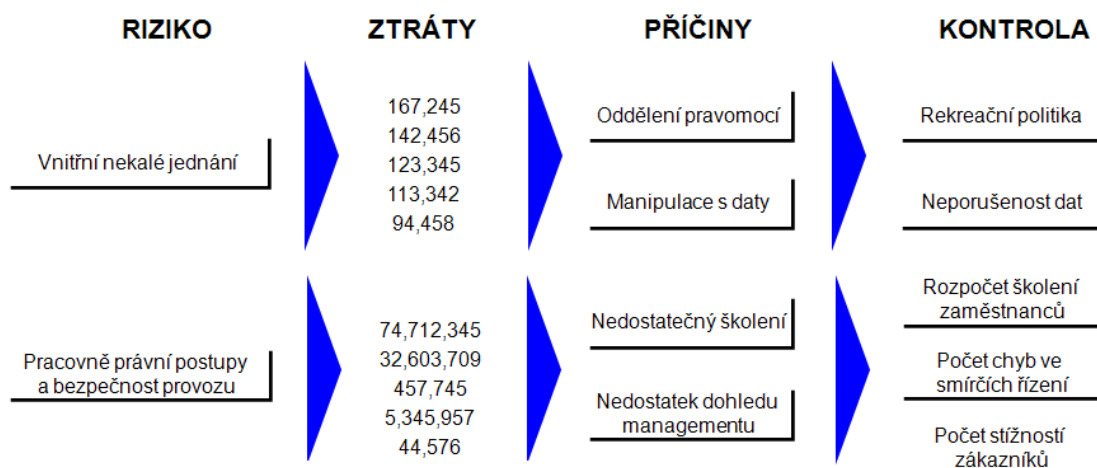 RIZIKO
ZTRÁTY
PŘÍČINY
KONTROLA
Vnitřní nekalé jednání
167,245
142,456
123,345
113,342
94,458
Oddělení pravomocí
Manipulace s daty
Rekreační politika
Neporušenost dat
Pracovně právní postupy
a bezpečnost provozu
74,712,345
32,603,709
457,745
5,345,957
44,576
Nedostatečný školení
Nedostatek dohledu
managementu
Rozpočet školení
zaměstnanců
Počet chyb ve
smírčích řízení
Počet stížností
zákazníků